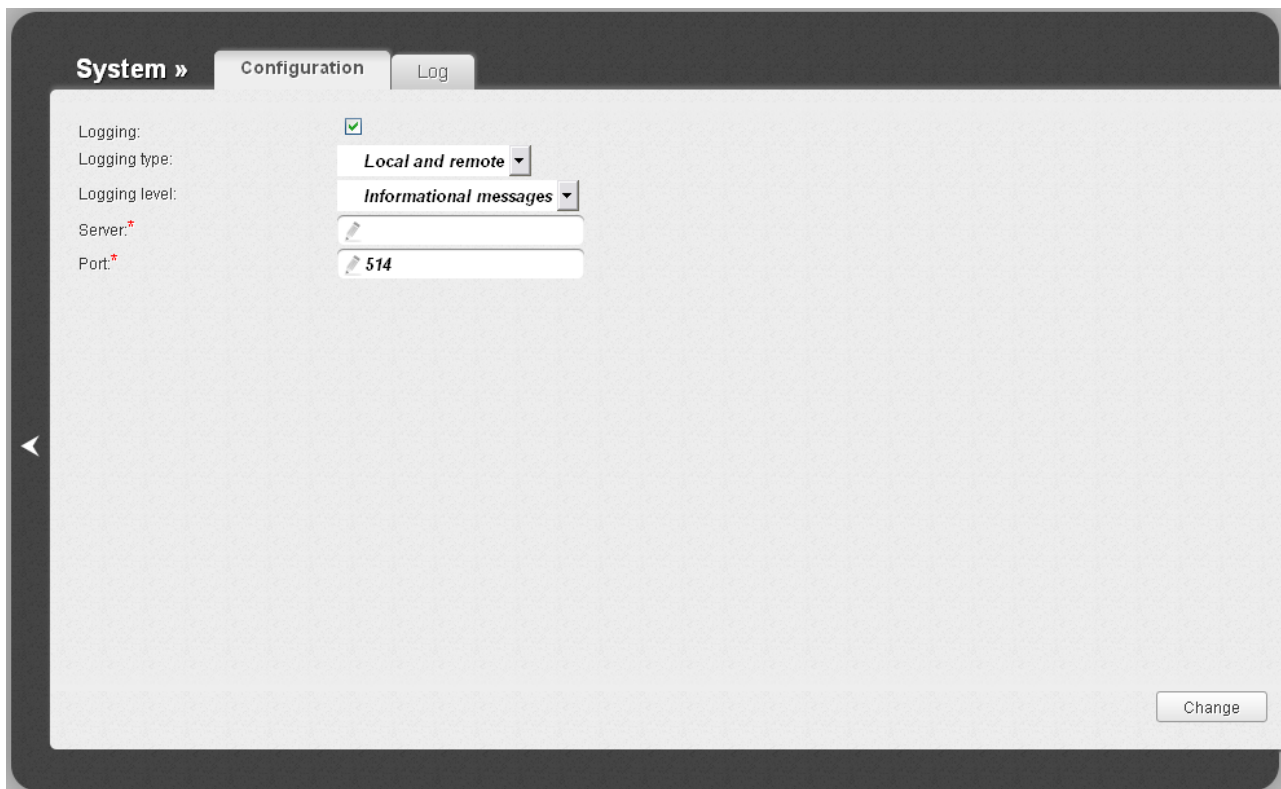 System »
Configuration
Log
Logging:
Logging type:
Local and remote
Logging level:
Informational messages
Server:*
Port:*
514
Change